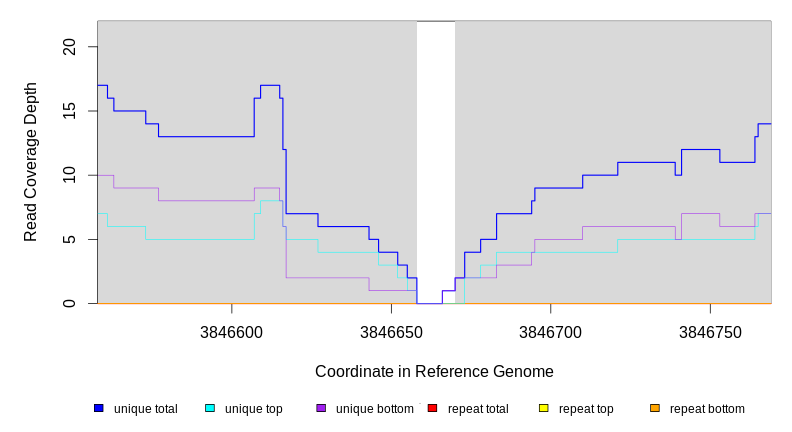 20
15
10
5
0
Read Coverage Depth
3846600 3846650 3846700 3846750
Coordinate in Reference Genome
unique total unique top unique bottom repeat total repeat top repeat bottom